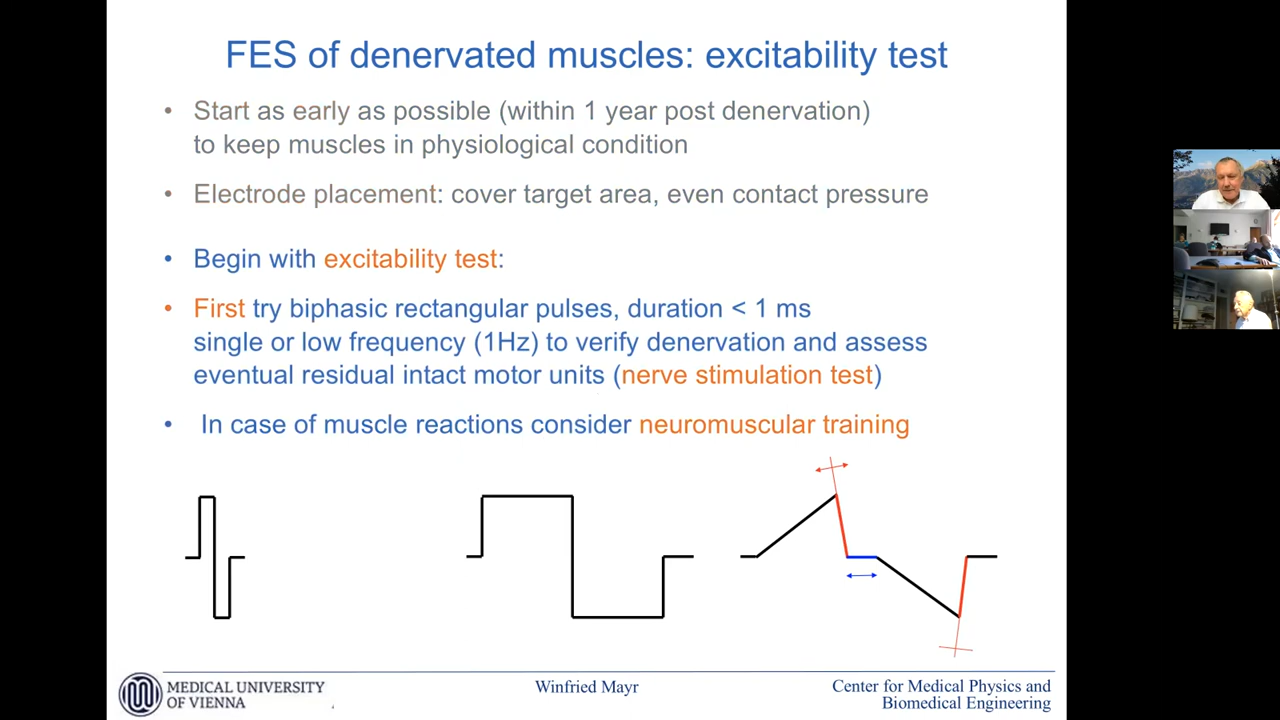 FES of denervated muscles: excitability test
• Start as early as possible (within 1 year post denervation)
to keep muscles in physiological condition
• Electrode placement: cover target area, even contact pressure
• Begin with excitability test:
• First try biphasic rectangular pulses, duration < 1 ms
single or low frequency (1Hz) to verify denervation and assess
eventual residual intact motor units (nerve stimulation test)
• In case of muscle reactions consider neuromuscular training
MEDICAL UNIVERSITY
OF VIENNA
Winfried Mayr
Center for Medical Physics and
Biomedical Engineering